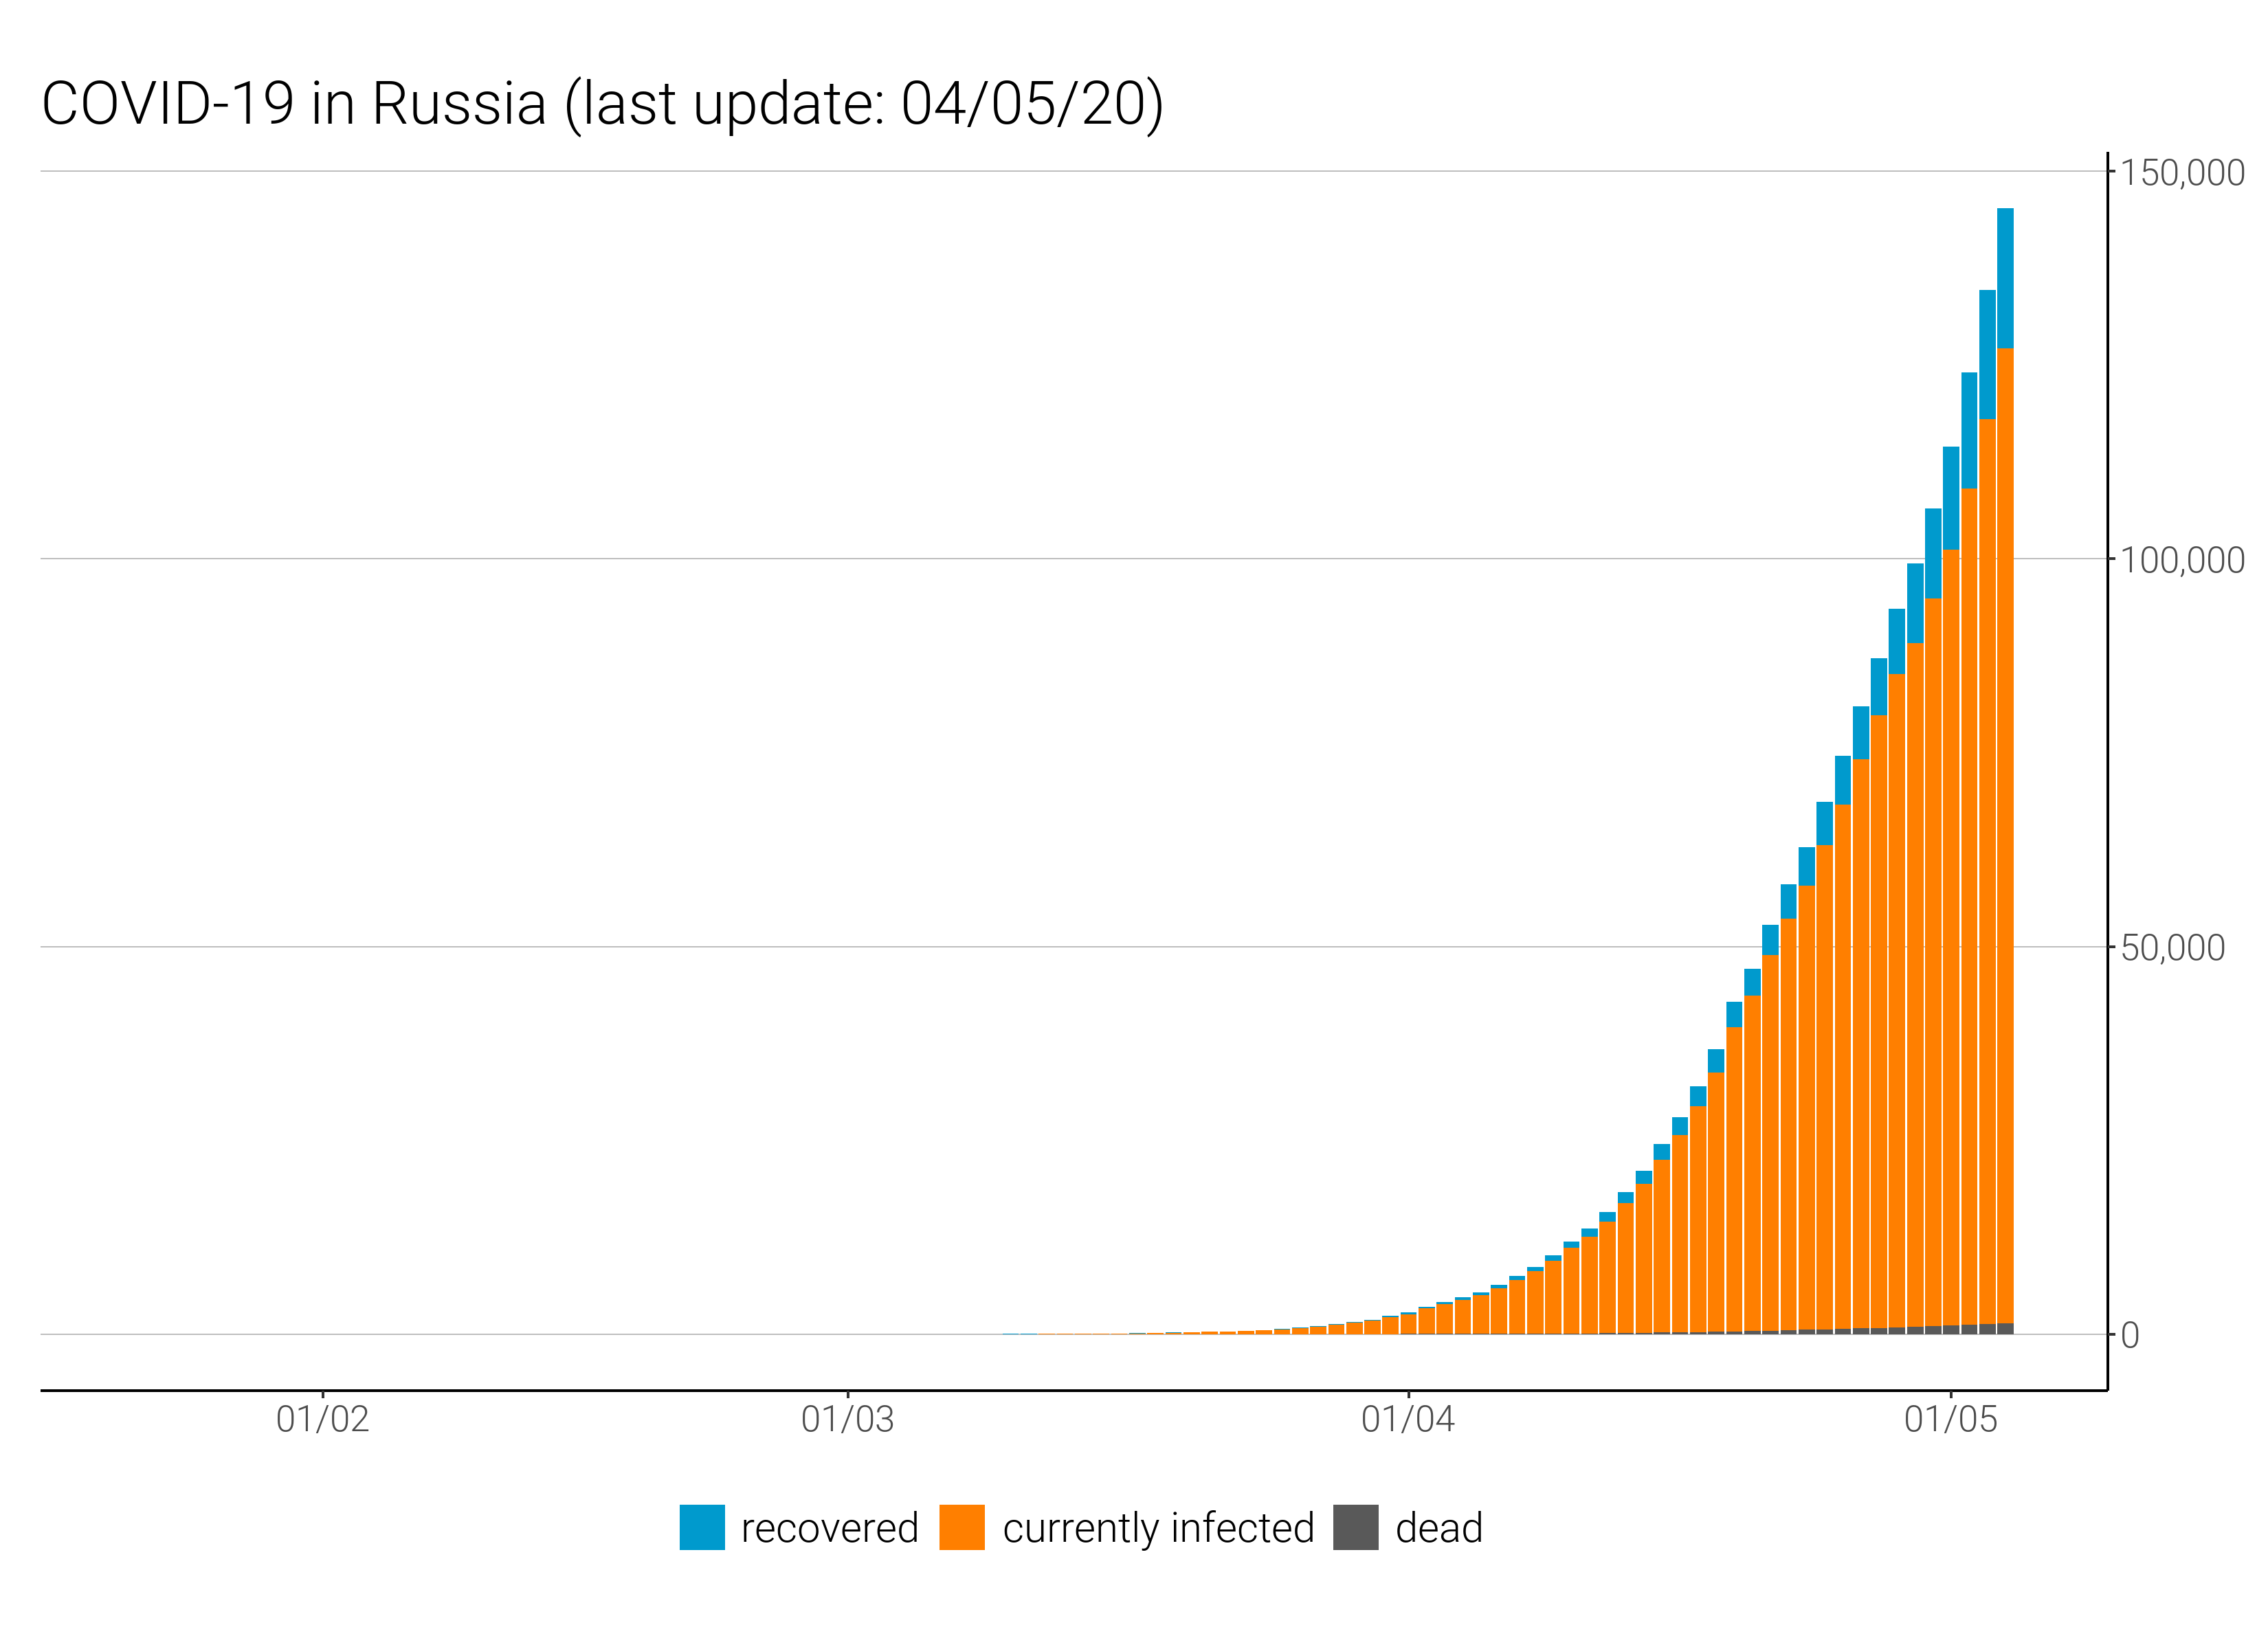 COVID-19 in Russia (last update: 04/05/20)
150,000
100,000
50,000
0
01/02 01/03 01/04 01/05
recovered currently infected dead